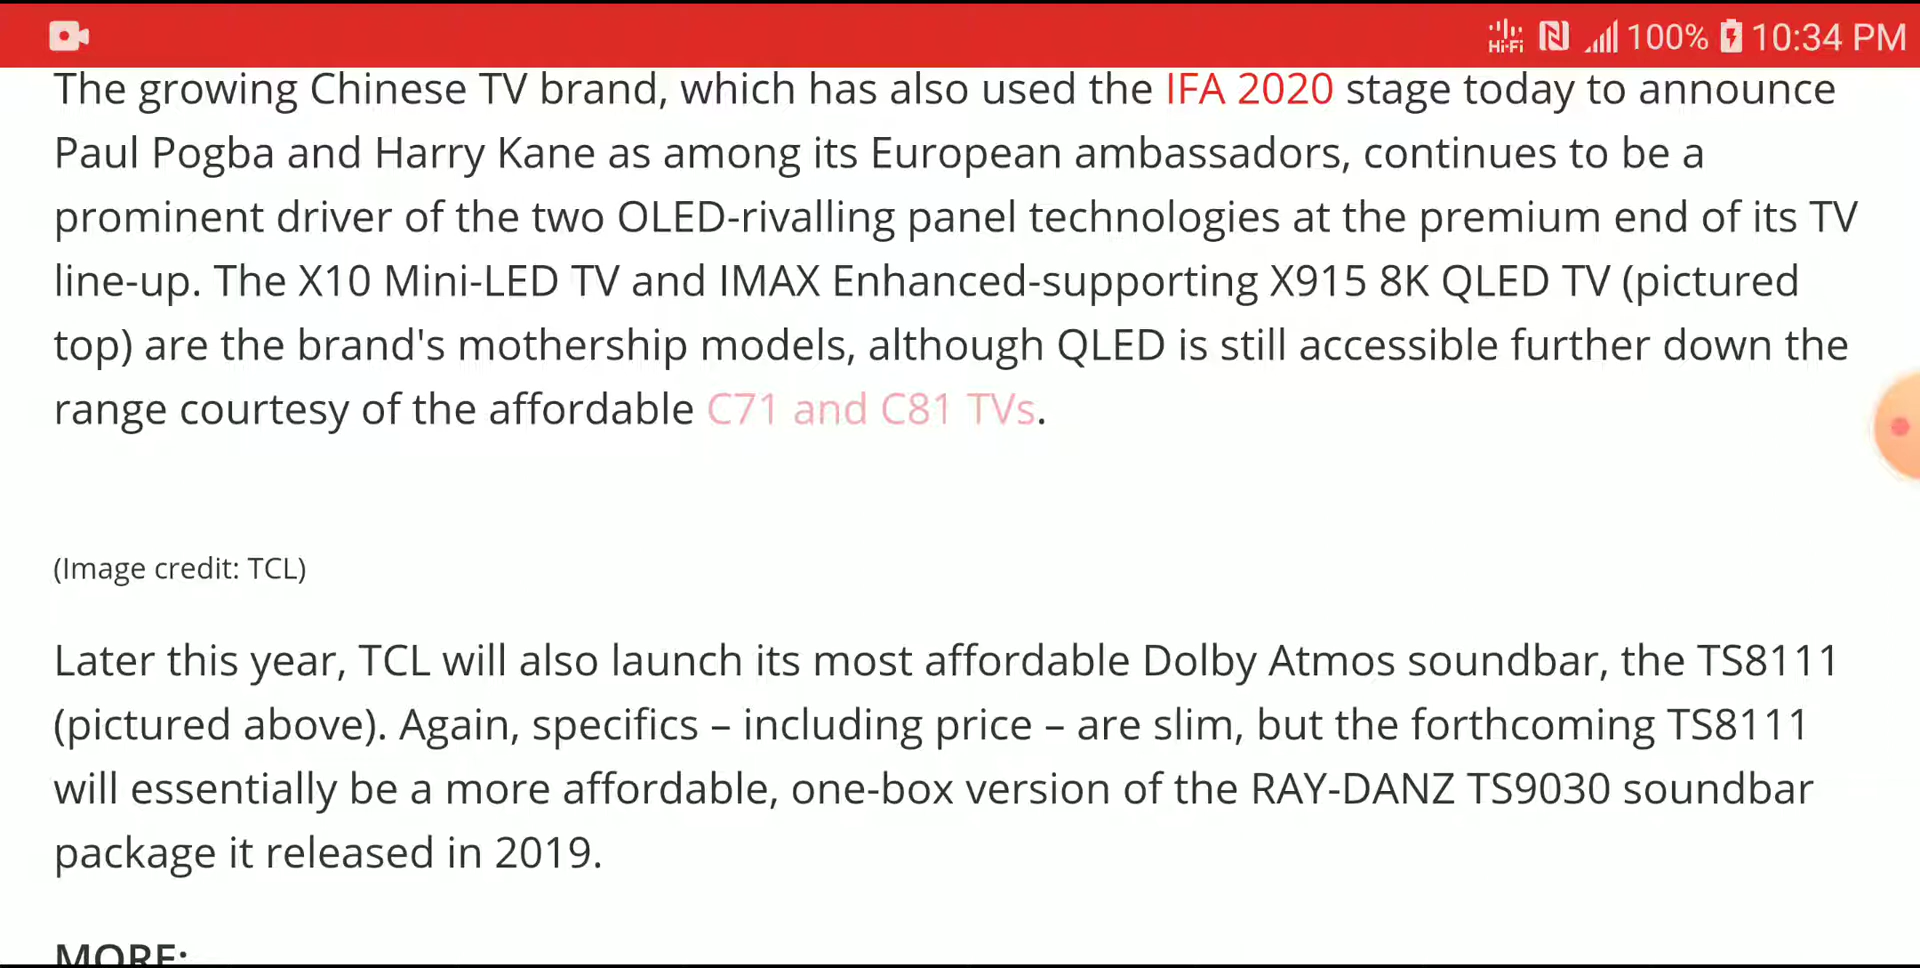 Hi-Fi 100% 10:34 PM
The growing Chinese TV brand, which has also used the IFA 2020 stage today to announce
Paul Pogba and Harry Kane as among its European ambassadors, continues to be a
prominent driver of the two OLED-rivalling panel technologies at the premium end of its TV
line-up. The X10 Mini-LED TV and IMAX Enhanced-supporting X915 8K QLED TV (pictured
top) are the brand's mothership models, although QLED is still accessible further down the
range courtesy of the affordable C71 and C81 TVs.
(Image credit: TCL)
Later this year, TCL will also launch its most affordable Dolby Atmos soundbar, the TS8111
(pictured above). Again, specifics – including price – are slim, but the forthcoming TS8111
will essentially be a more affordable, one-box version of the RAY-DANZ TS9030 soundbar
package it released in 2019.
MORE: